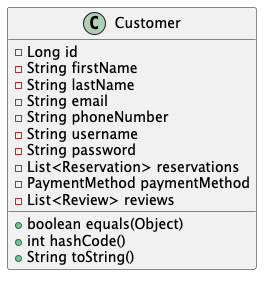 C Customer
Long id
String firstName
String lastName
String email
String phoneNumber
String username
String password
List<Reservation> reservations
PaymentMethod paymentMethod
List<Review> reviews
boolean equals(Object)
int hashCode()
String toString()